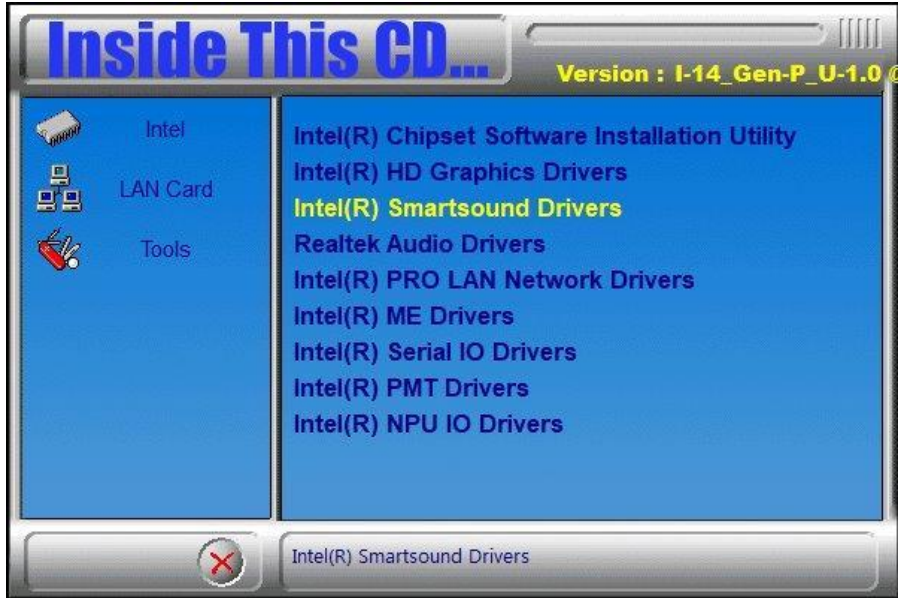 Inside This CD...
Version : I-14_Gen-P_U-1.0
Intel
LAN Card
Tools
Intel(R) Chipset Software Installation Utility
Intel(R) HD Graphics Drivers
Intel(R) Smartsound Drivers
Realtek Audio Drivers
Intel(R) PRO LAN Network Drivers
Intel(R) ME Drivers
Intel(R) Serial IO Drivers
Intel(R) PMT Drivers
Intel(R) NPU IO Drivers
Intel(R) Smartsound Drivers